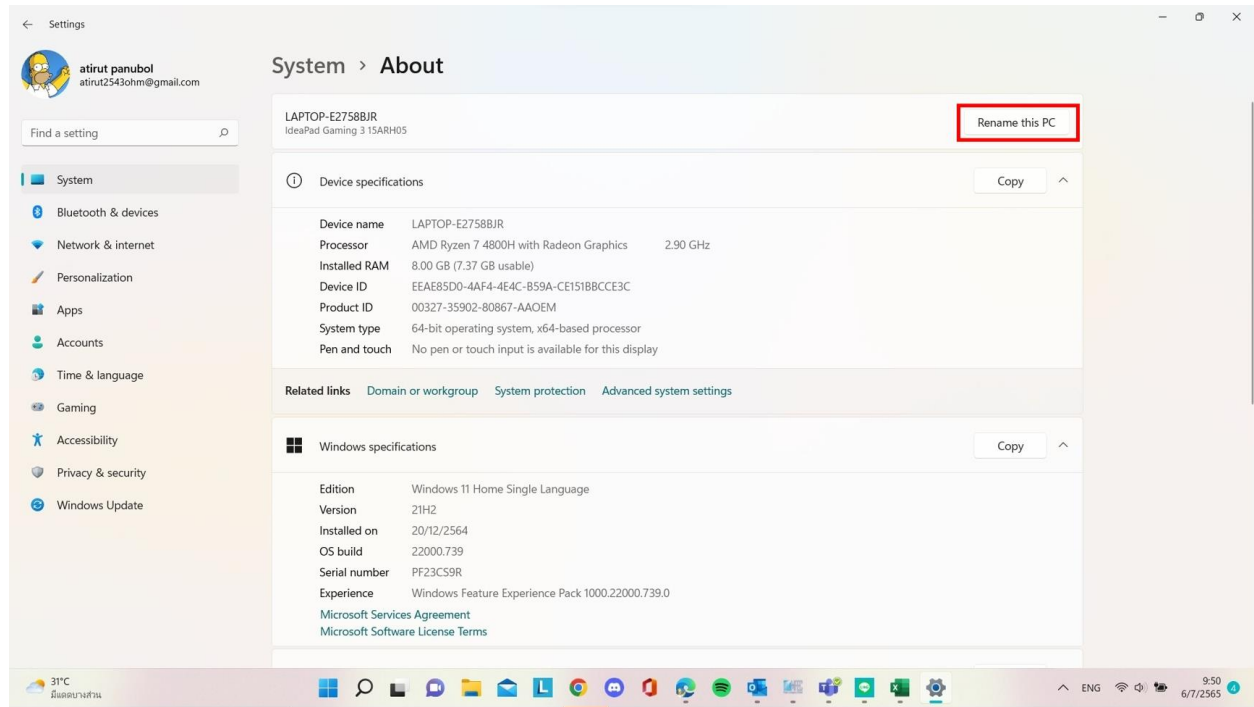 Settings
atirut panubol
atirut2543ohm@gmail.com
Find a setting
System
Bluetooth & devices
Network & internet
Personalization
Apps
Accounts
Time & language
Gaming
Accessibility
Privacy & security
Windows Update
System > About
LAPTOP-E2758BJR
IdeaPad Gaming 3 15ARH05
Rename this PC
Device specifications Copy
Device name LAPTOP-E2758BJR
Processor AMD Ryzen 7 4800H with Radeon Graphics 2.90 GHz
Installed RAM 8.00 GB (7.37 GB usable)
Device ID EEAE85D0-4AF4-4E4C-B59A-CE151BBCCE3C
Product ID 00327-35902-80867-AAOEM
System type 64-bit operating system, x64-based processor
Pen and touch No pen or touch input is available for this display
Related links Domain or workgroup System protection Advanced system settings
Windows specifications Copy
Edition Windows 11 Home Single Language
Version 21H2
Installed on 20/12/2564
OS build 22000.739
Serial number PF23CS9R
Experience Windows Feature Experience Pack 1000.22000.739.0
Microsoft Services Agreement
Microsoft Software License Terms
31°C
มีแดดบางส่วน
ENG
9:50
6/7/2565
4